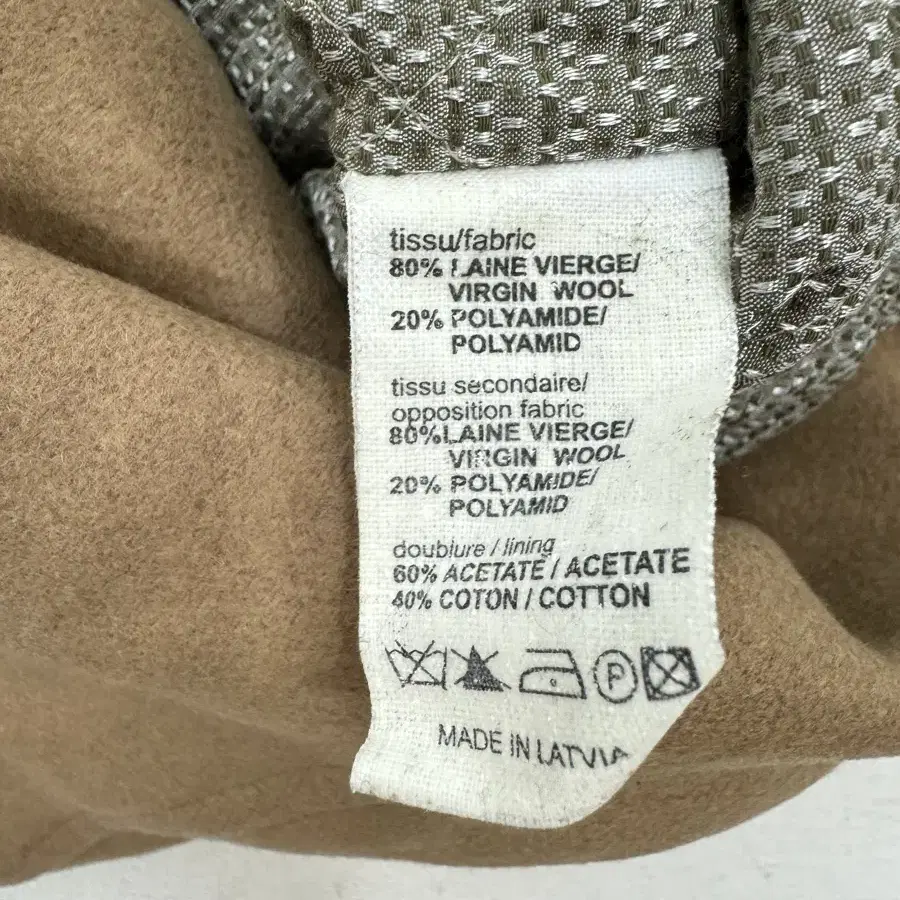 tissu/fabric
80% LAINE VIERGE/
VIRGIN WOOL
20% POLYAMIDE/
POLYAMID
tissu secondaire/
opposition fabric
80% LAINE VIERGE/
VIRGIN WOOL
20% POLYAMIDE/
POLYAMID
doublure / lining
60% ACETATE / ACETATE
40% COTON / COTTON
P
MADE IN LATVIA